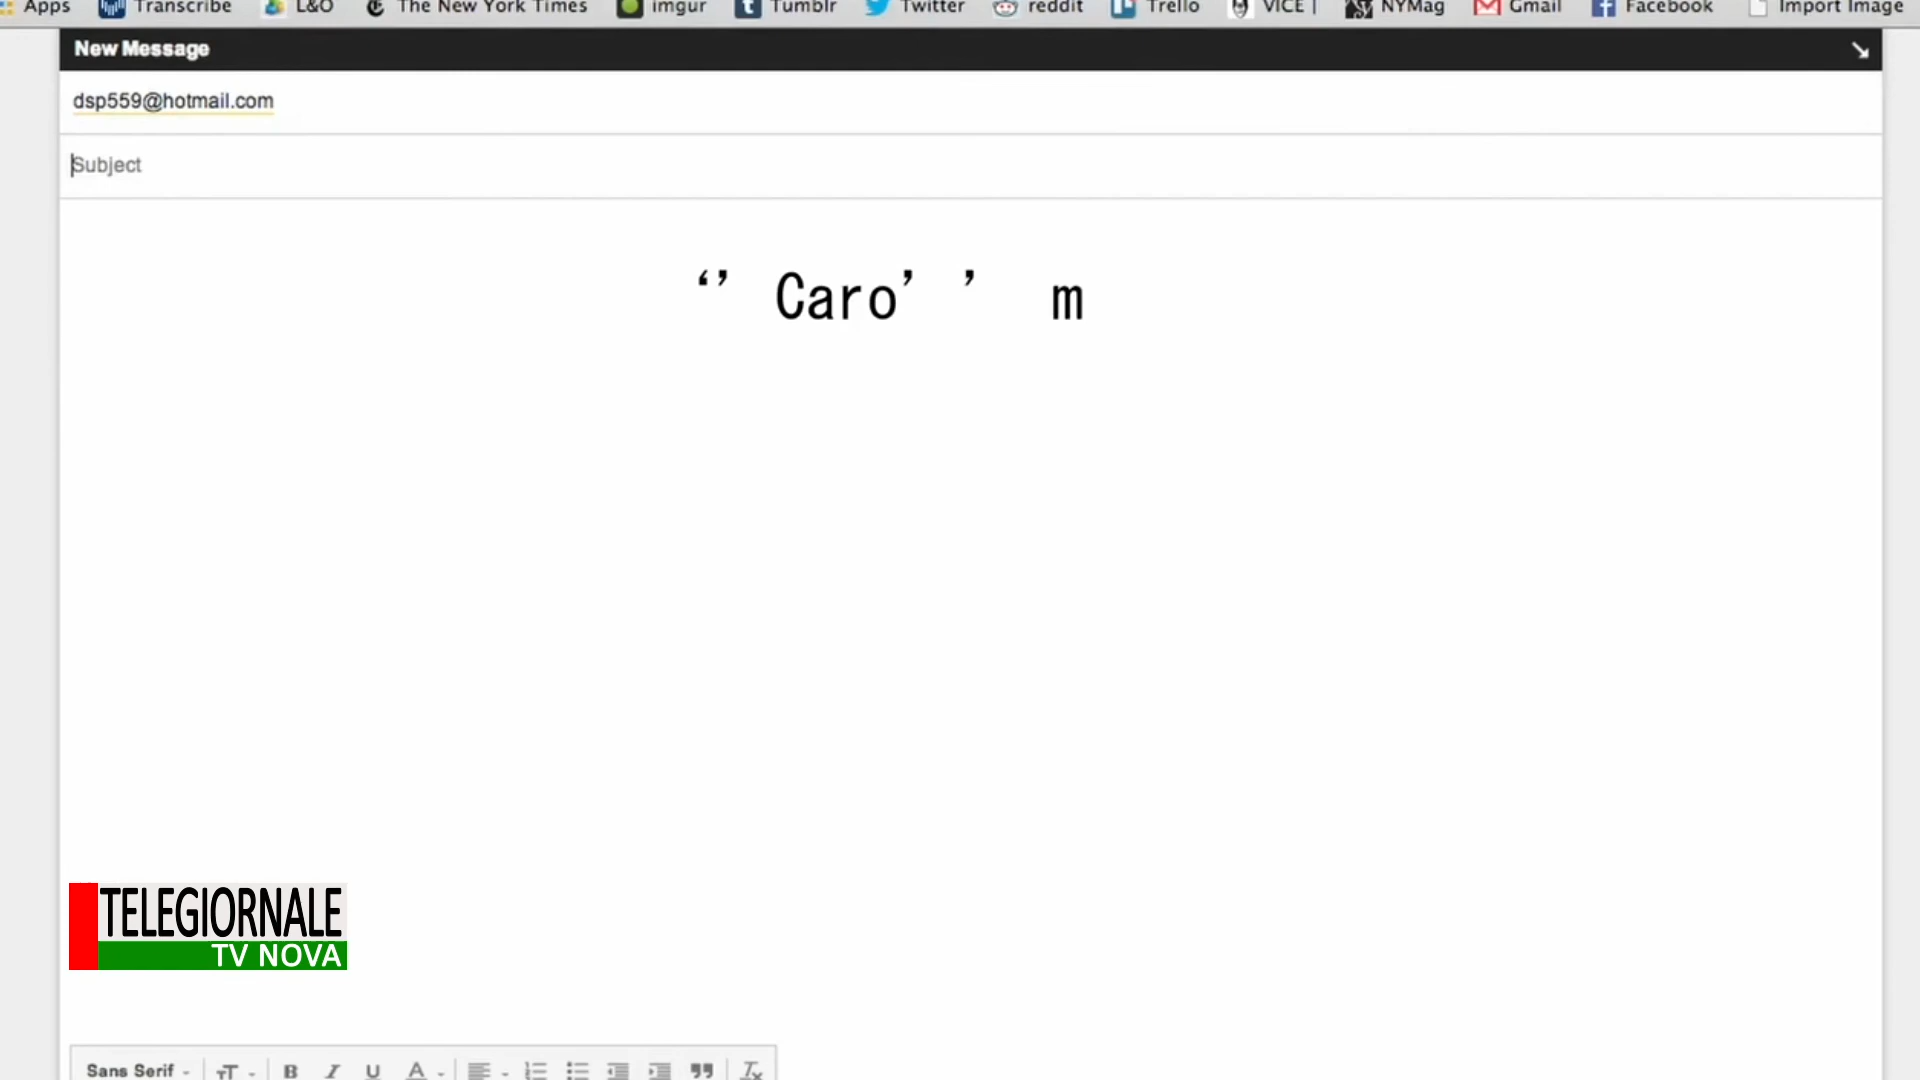 Apps Transcribe L&O The New York Times imgur Tumblr Twitter reddit Trello VICE | NYMag Gmail Facebook Import Image
New Message
dsp559@hotmail.com
Subject
‘’ Caro’’ m
TELEGIORNALE
TV NOVA
Sans Serif